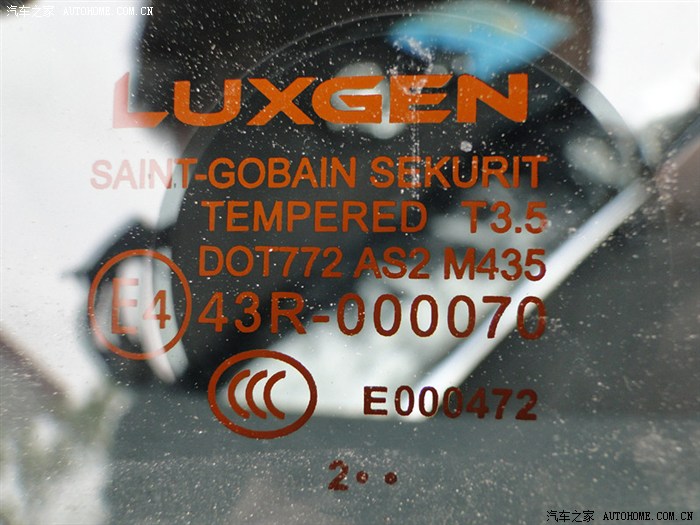 汽车之家 AUTOHOME.COM.CN
LUXGEN
SAINT-GOBAIN SEKURIT
TEMPERED T3.5
DOT772 AS2 M435
E4 43R-000070
CCC E000472
2••
汽车之家 AUTOHOME.COM.CN